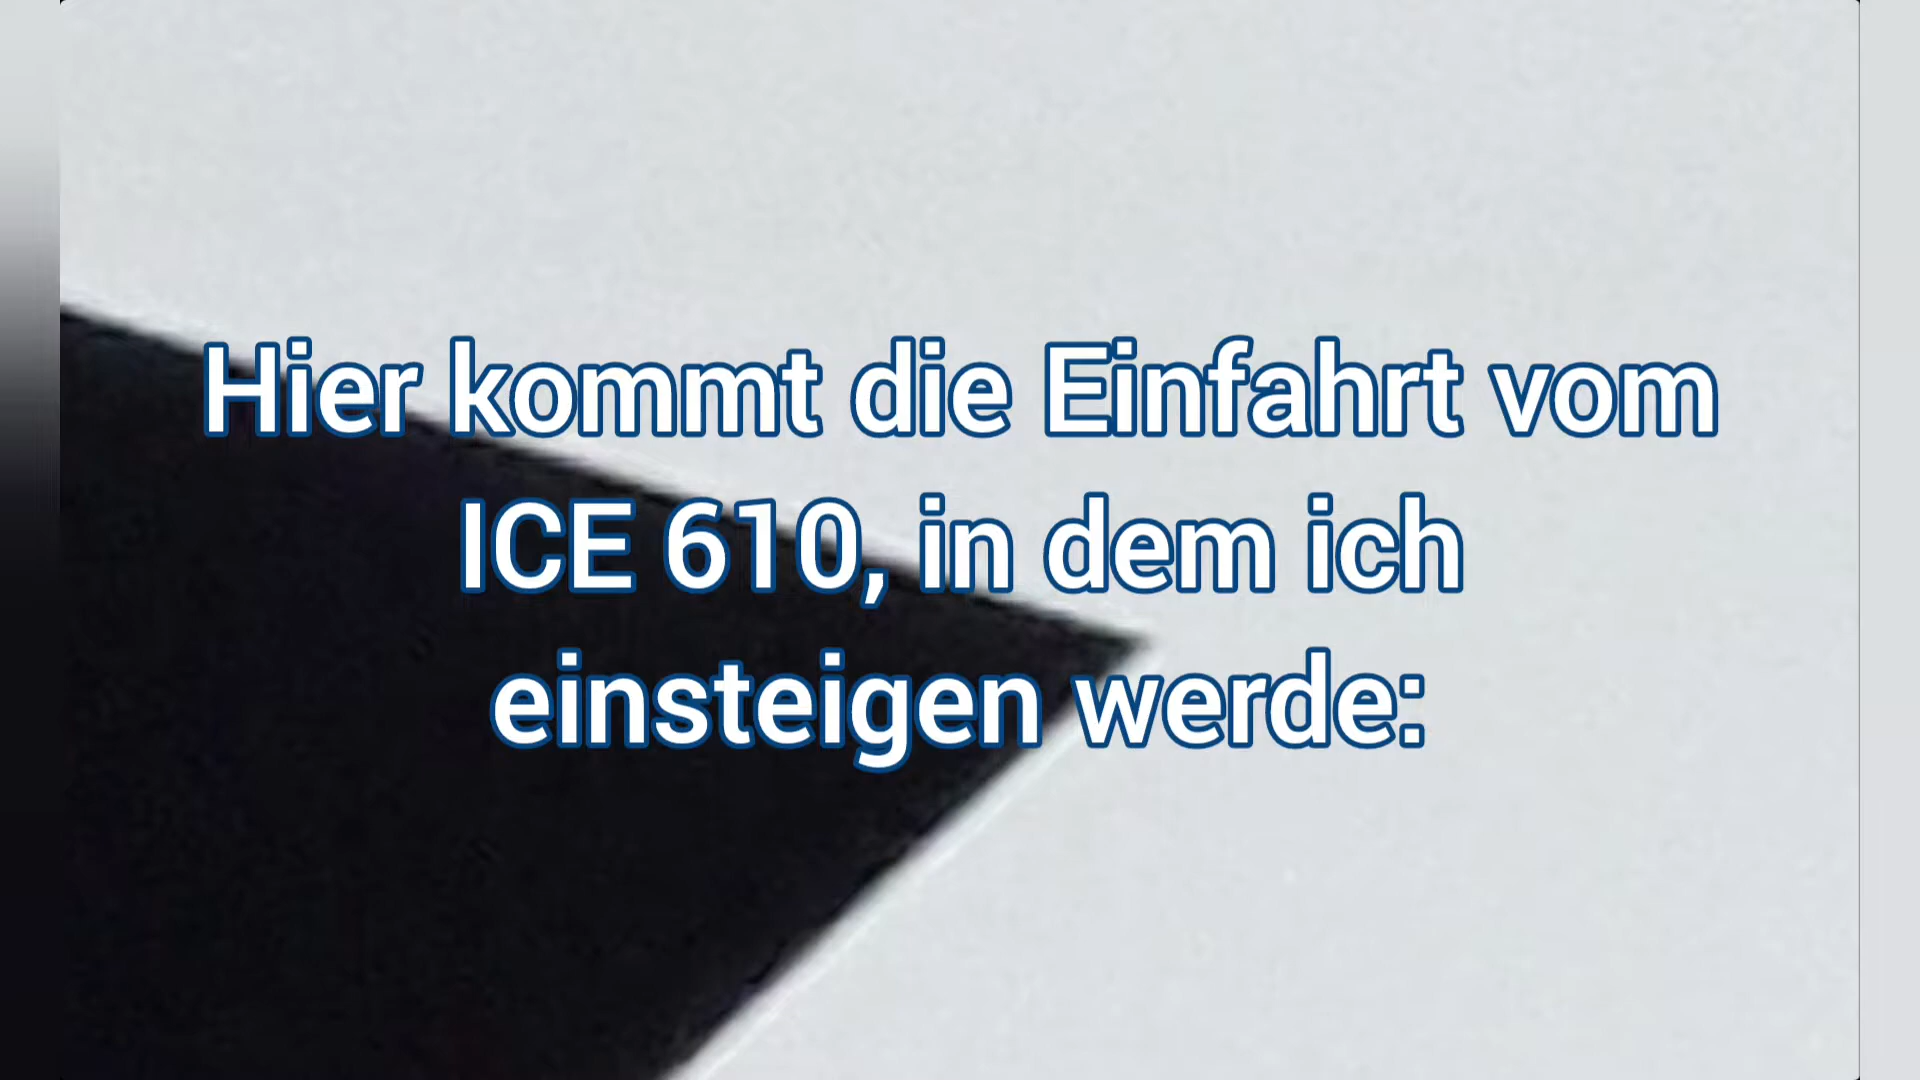 Hier kommt die Einfahrt vom
ICE 610, in dem ich
einsteigen werde: